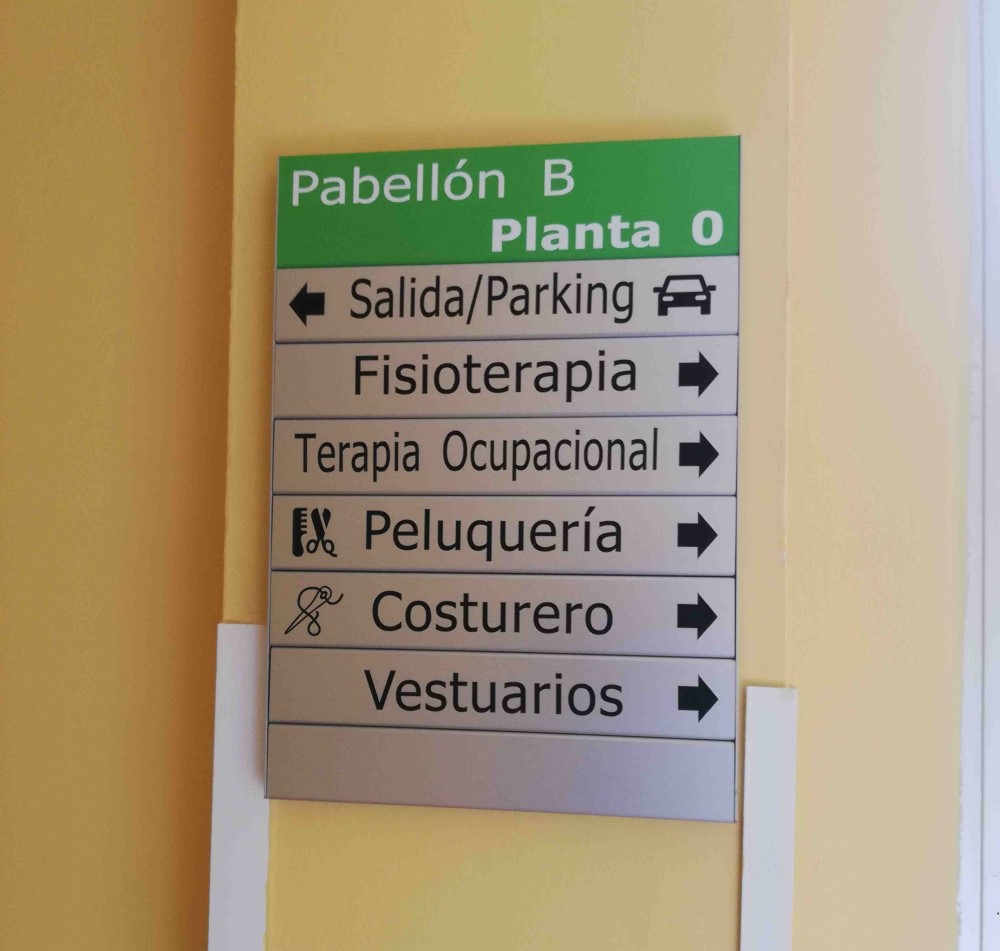 Pabellón B
Planta 0
Salida/Parking
Fisioterapia
Terapia Ocupacional
Peluquería
Costurero
Vestuarios